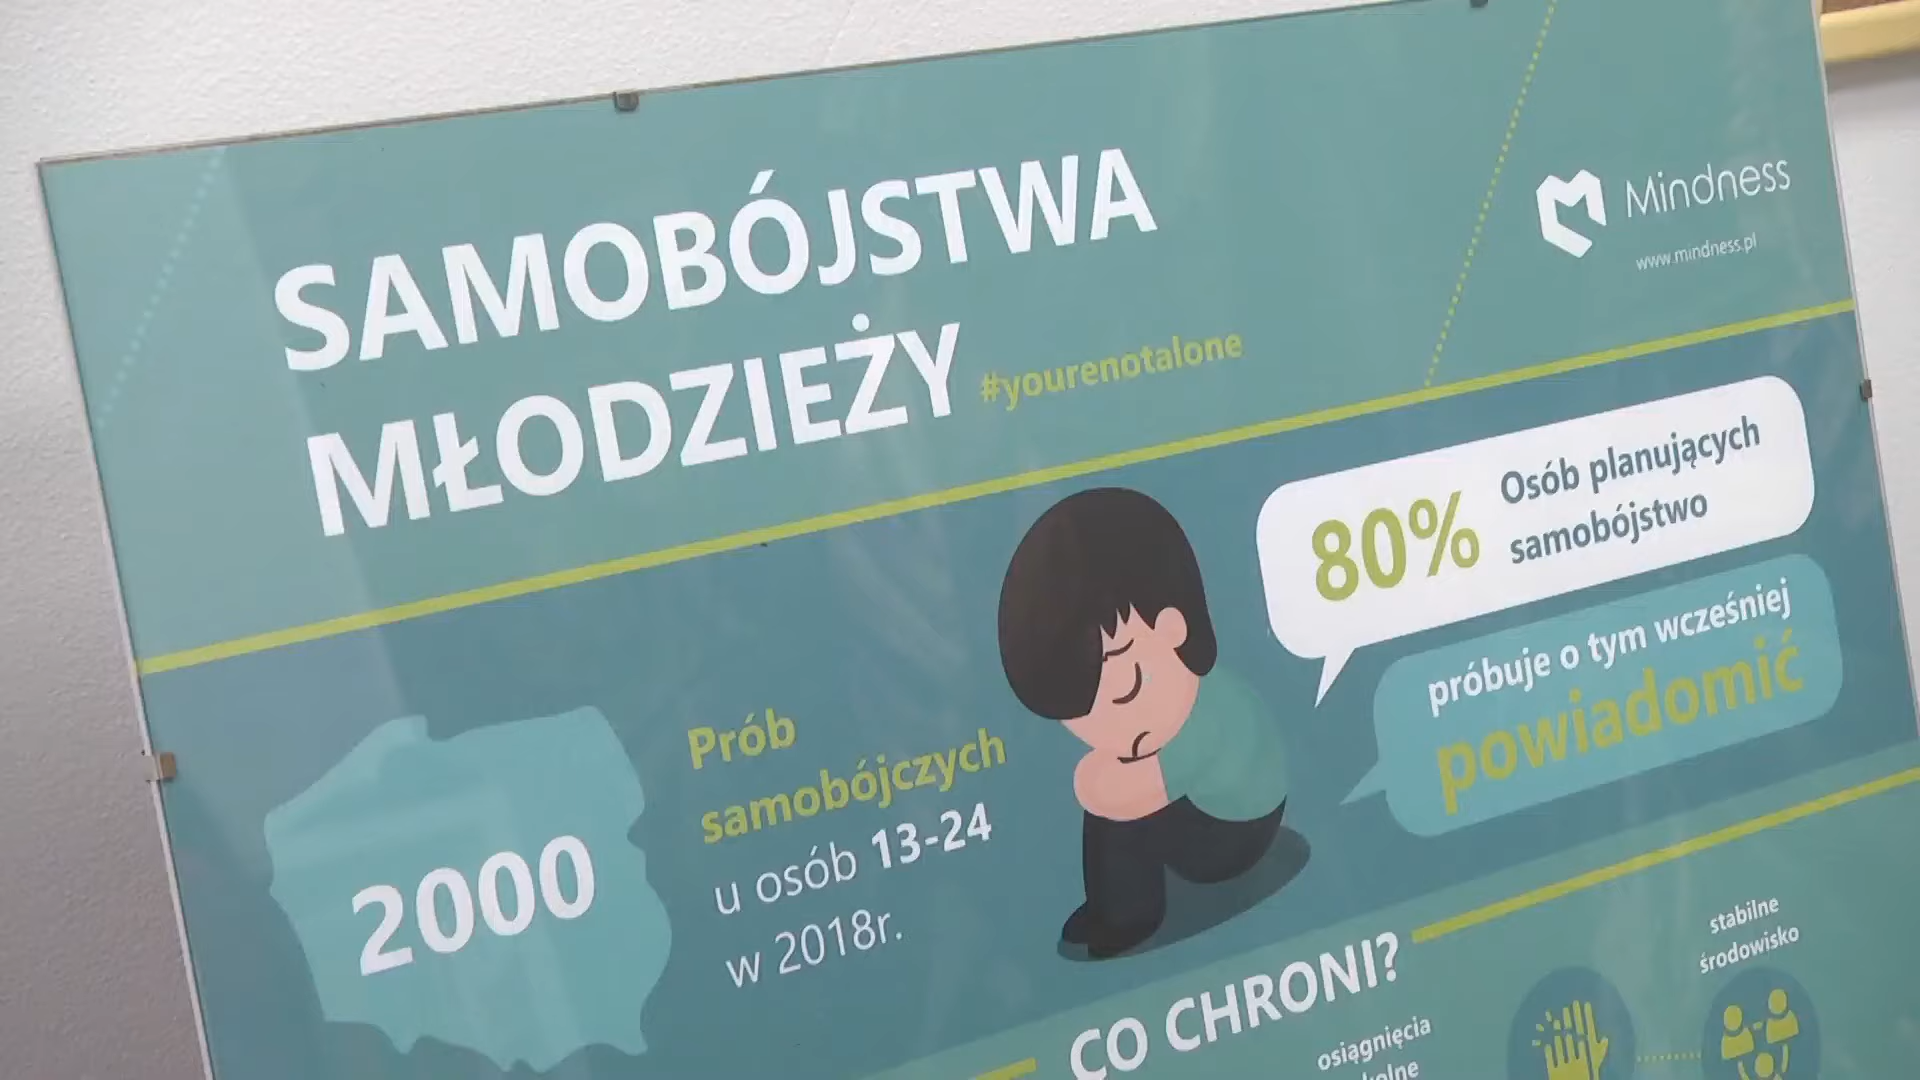 SAMOBÓJSTWA
MŁODZIEŻY #yourenotalone
Mindness
www.mindness.pl
80% Osób planujących
samobójstwo
próbuje o tym wcześniej
powiadomić
2000
Prób
samobójczych
u osób 13-24
w 2018r.
CO CHRONI?
osiągnięcia
stabilne
środowisko